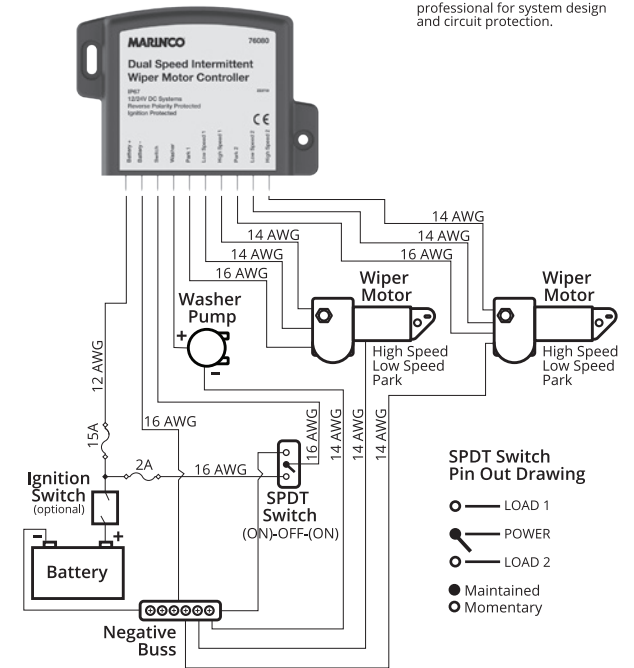 professional for system design
and circuit protection.
MARINCO 76080
Dual Speed Intermittent
Wiper Motor Controller
IP67
12/24V DC Systems
Reverse Polarity Protected
Ignition Protected
CE
Battery +
Battery -
Switch
Washer
Park 1
Low Speed 1
High Speed 1
Park 2
Low Speed 2
High Speed 2
14 AWG
14 AWG
16 AWG
14 AWG
14 AWG
16 AWG
Washer
Pump
+
-
Wiper
Motor
High Speed
Low Speed
Park
Wiper
Motor
High Speed
Low Speed
Park
12 AWG
15A
16 AWG
2A
16 AWG
16 AWG
14 AWG
14 AWG
14 AWG
Ignition
Switch
(optional)
SPDT
Switch
(ON)-OFF-(ON)
- +
Battery
Negative
Buss
SPDT Switch
Pin Out Drawing
LOAD 1
POWER
LOAD 2
Maintained
Momentary